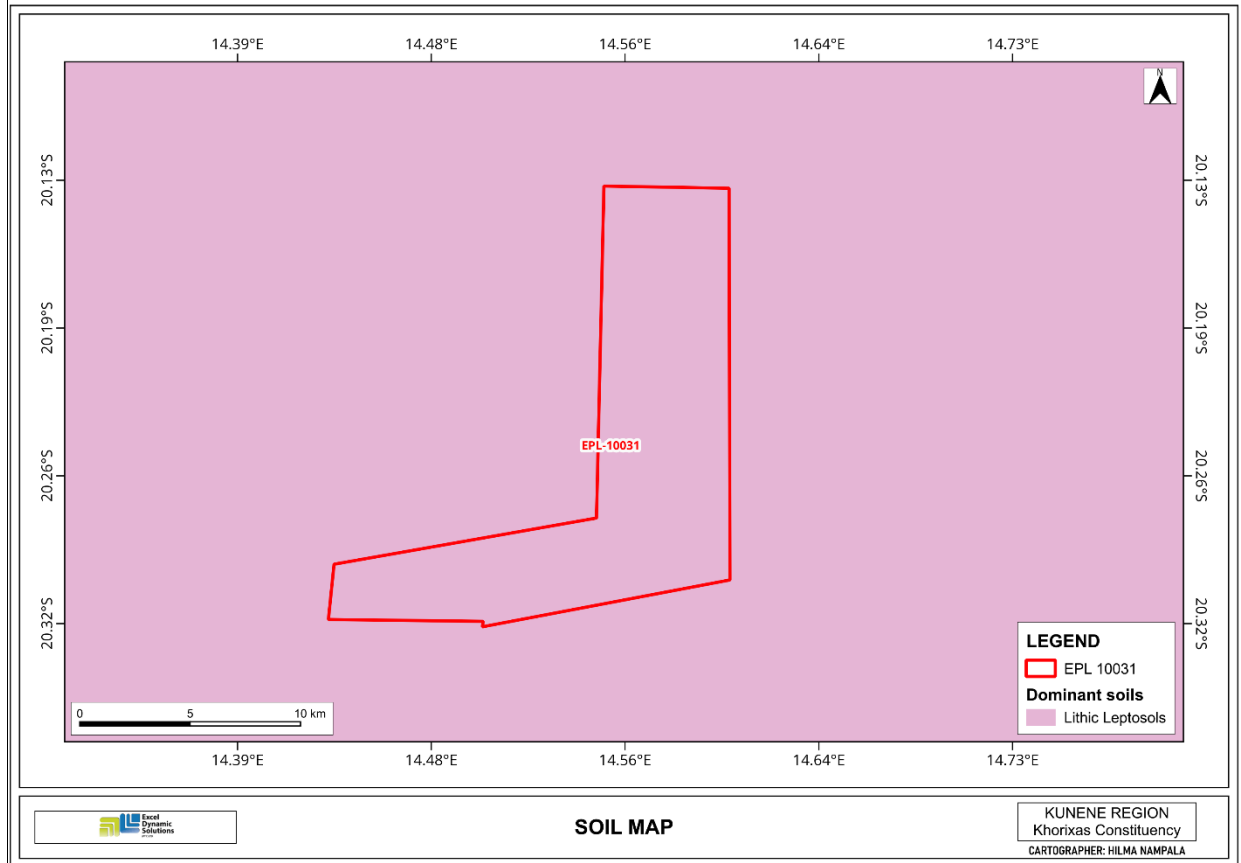 14.39°E 14.48°E 14.56°E 14.64°E 14.73°E
N
20.13°S 20.13°S
20.19°S 20.19°S
EPL-10031
20.26°S 20.26°S
20.32°S 20.32°S
LEGEND
EPL 10031
Dominant soils
Lithic Leptosols
0 5 10 km
14.39°E 14.48°E 14.56°E 14.64°E 14.73°E
Excel
Dynamic
Solutions
SOIL MAP
KUNENE REGION
Khorixas Constituency
CARTOGRAPHER: HILMA NAMPALA